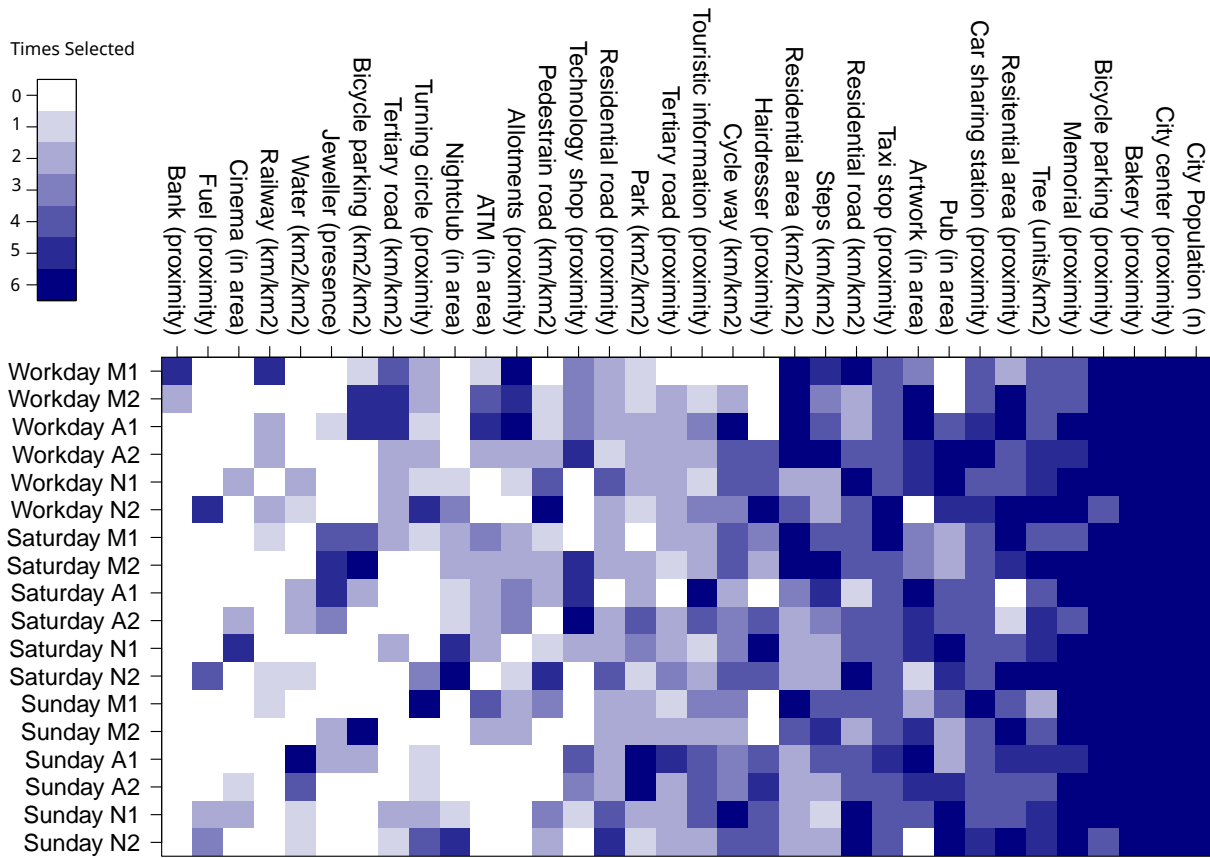 Times Selected
0
1
2
3
4
5
6
Bank (proximity)
Fuel (proximity)
Cinema (in area)
Railway (km/km2)
Water (km2/km2)
Jeweller (presence)
Bicycle parking (km2/km2)
Tertiary road (km/km2)
Turning circle (proximity)
Nightclub (in area)
ATM (in area)
Allotments (proximity)
Pedestrain road (km/km2)
Technology shop (proximity)
Residential road (proximity)
Park (km2/km2)
Tertiary road (proximity)
Touristic information (proximity)
Cycle way (km/km2)
Hairdresser (proximity)
Residential area (km2/km2)
Steps (km/km2)
Residential road (km/km2)
Taxi stop (proximity)
Artwork (in area)
Pub (in area)
Car sharing station (proximity)
Resitential area (proximity)
Tree (units/km2)
Memorial (proximity)
Bicycle parking (proximity)
Bakery (proximity)
City center (proximity)
City Population (n)
Workday M1
Workday M2
Workday A1
Workday A2
Workday N1
Workday N2
Saturday M1
Saturday M2
Saturday A1
Saturday A2
Saturday N1
Saturday N2
Sunday M1
Sunday M2
Sunday A1
Sunday A2
Sunday N1
Sunday N2